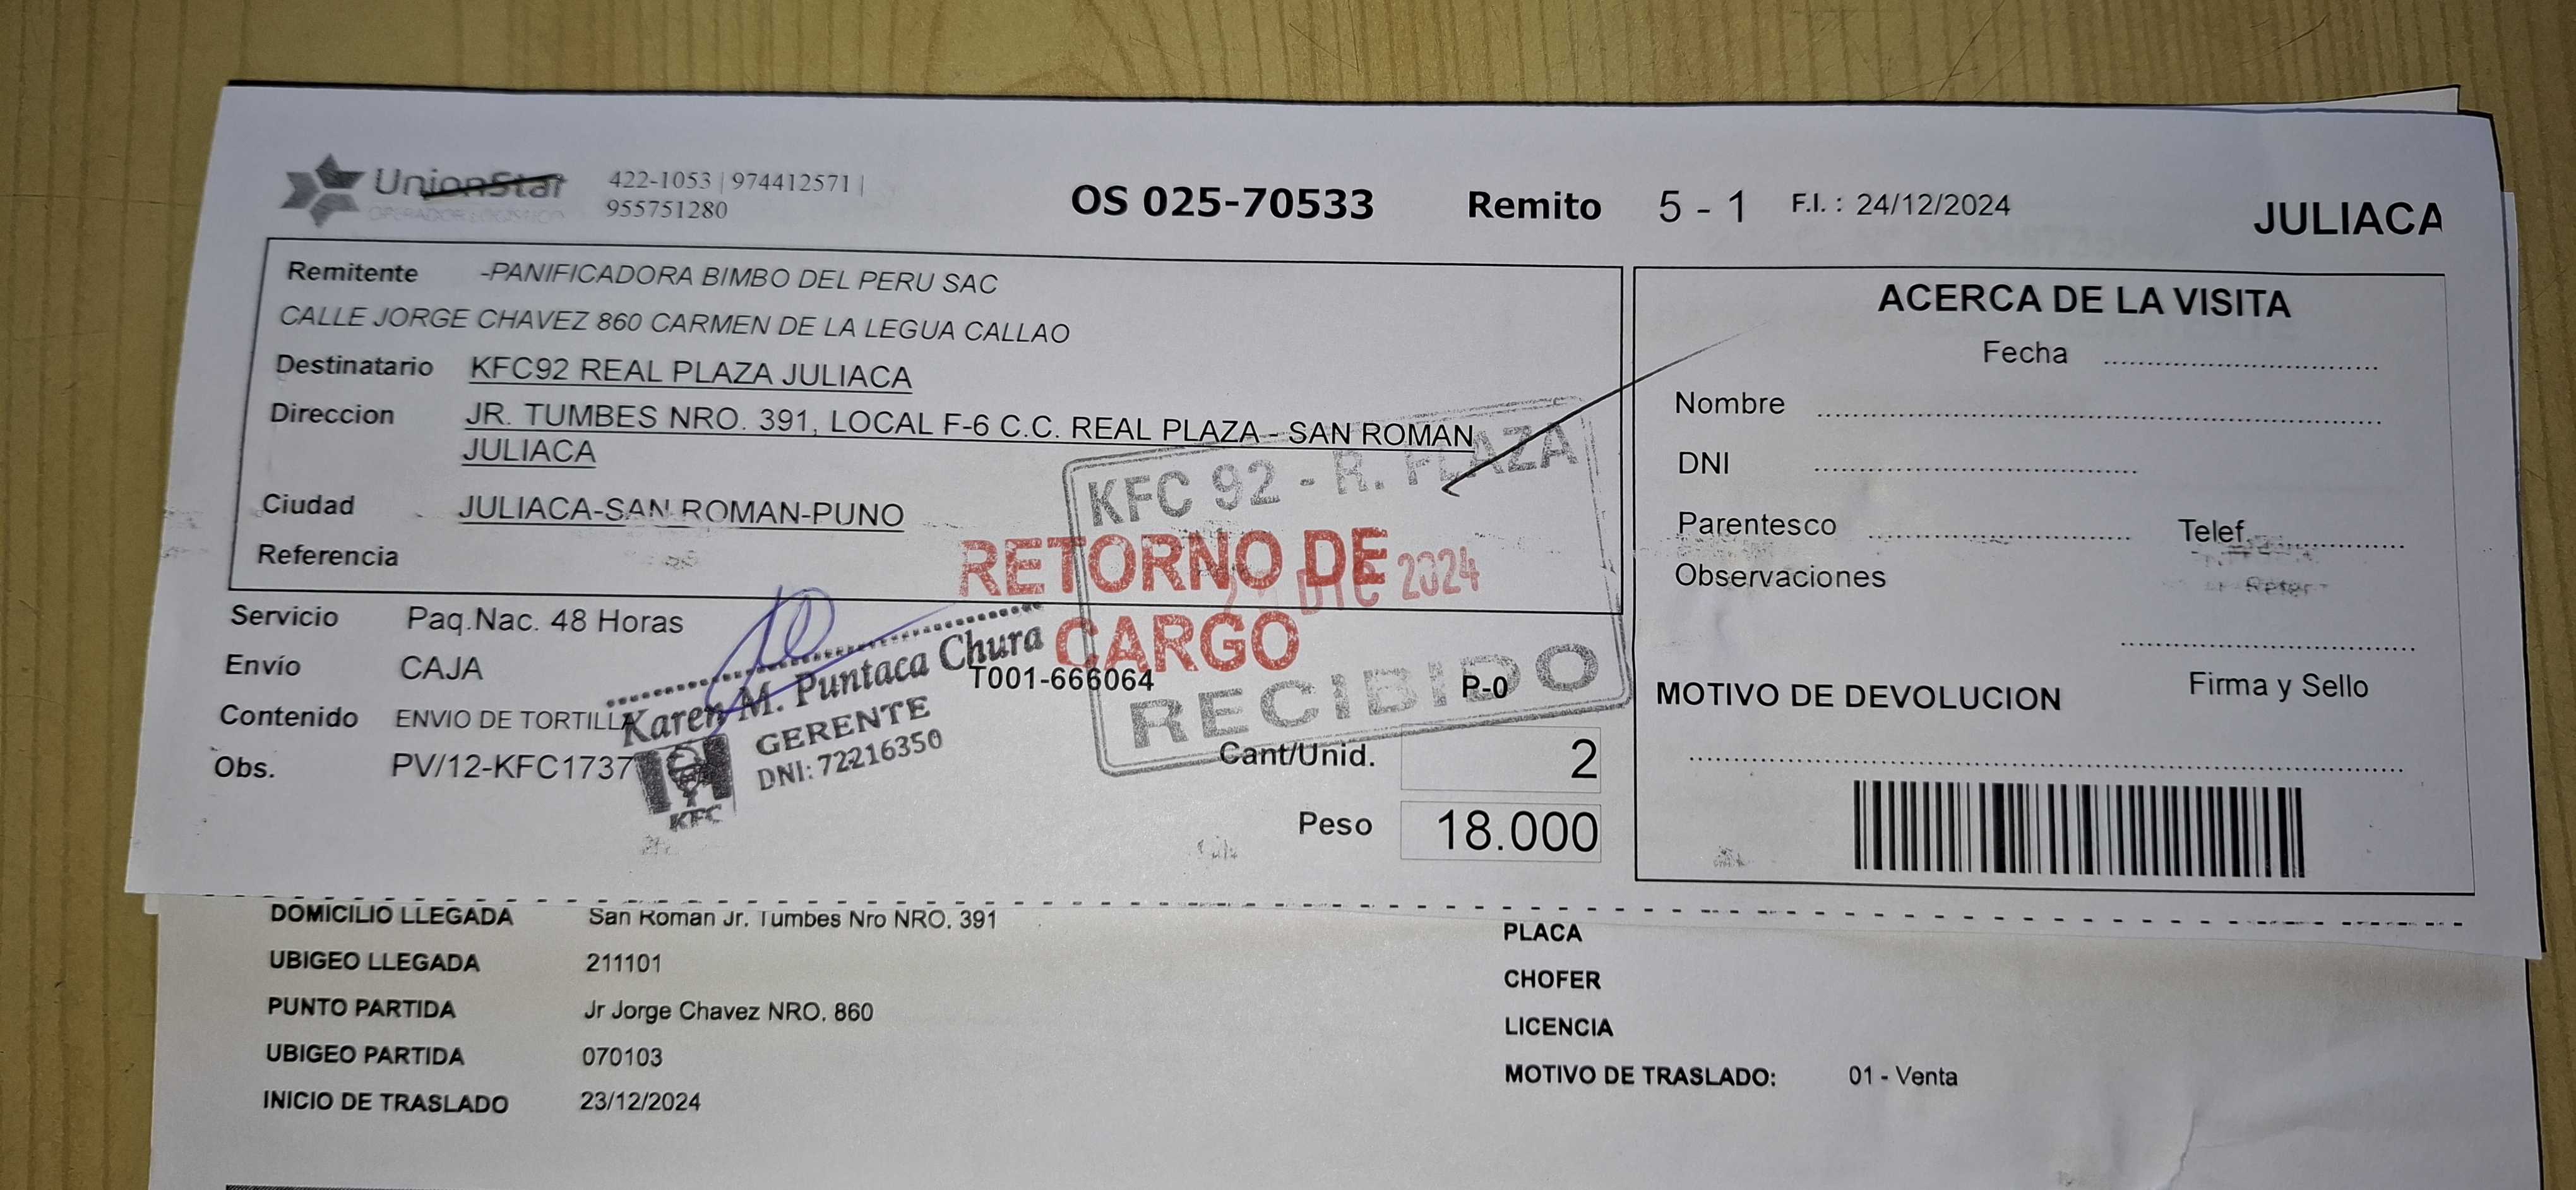 UnionStar
OPERADOR LOGISTICO
422-1053 | 974412571 |
955751280
OS 025-70533
Remito 5 - 1
F.I. : 24/12/2024
JULIACA
Remitente -PANIFICADORA BIMBO DEL PERU SAC
CALLE JORGE CHAVEZ 860 CARMEN DE LA LEGUA CALLAO
Destinatario KFC92 REAL PLAZA JULIACA
Direccion JR. TUMBES NRO. 391, LOCAL F-6 C.C. REAL PLAZA - SAN ROMAN
JULIACA
Ciudad JULIACA-SAN ROMAN-PUNO
Referencia
KFC 92 - R. PLAZA
DIC 2024
RECIBIDO
RETORNO DE
CARGO
Servicio Paq.Nac. 48 Horas
Envío CAJA
Contenido ENVIO DE TORTILLA
Obs. PV/12-KFC1737
Karen M. Puntaca Chura
GERENTE
DNI: 72216350
KFC
T001-666064
P-0
Cant/Unid. 2
Peso 18.000
ACERCA DE LA VISITA
Fecha
Nombre
DNI
Parentesco Telef.
Observaciones
Firma y Sello
MOTIVO DE DEVOLUCION
DOMICILIO LLEGADA San Roman Jr. Tumbes Nro NRO. 391
UBIGEO LLEGADA 211101
PUNTO PARTIDA Jr Jorge Chavez NRO. 860
UBIGEO PARTIDA 070103
INICIO DE TRASLADO 23/12/2024
PLACA
CHOFER
LICENCIA
MOTIVO DE TRASLADO: 01 - Venta